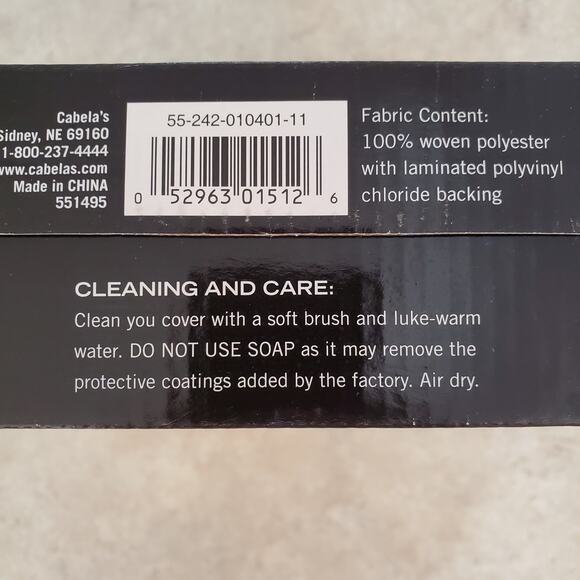 Cabela's
Sidney, NE 69160
1-800-237-4444
www.cabelas.com
Made in CHINA
551495
55-242-010401-11
0 52963 01512 6
Fabric Content:
100% woven polyester
with laminated polyvinyl
chloride backing
CLEANING AND CARE:
Clean you cover with a soft brush and luke-warm
water. DO NOT USE SOAP as it may remove the
protective coatings added by the factory. Air dry.